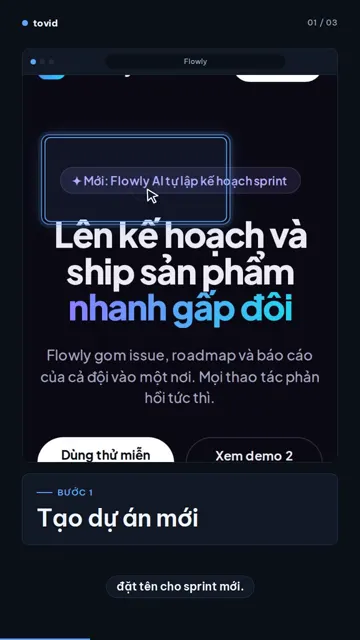 tovid
01 / 03
Flowly
✦ Mới: Flowly AI tự lập kế hoạch sprint
Lên kế hoạch và
ship sản phẩm
nhanh gấp đôi
Flowly gom issue, roadmap và báo cáo
của cả đội vào một nơi. Mọi thao tác phản
hồi tức thì.
Dùng thử miễn
Xem demo 2
BƯỚC 1
Tạo dự án mới
đặt tên cho sprint mới.